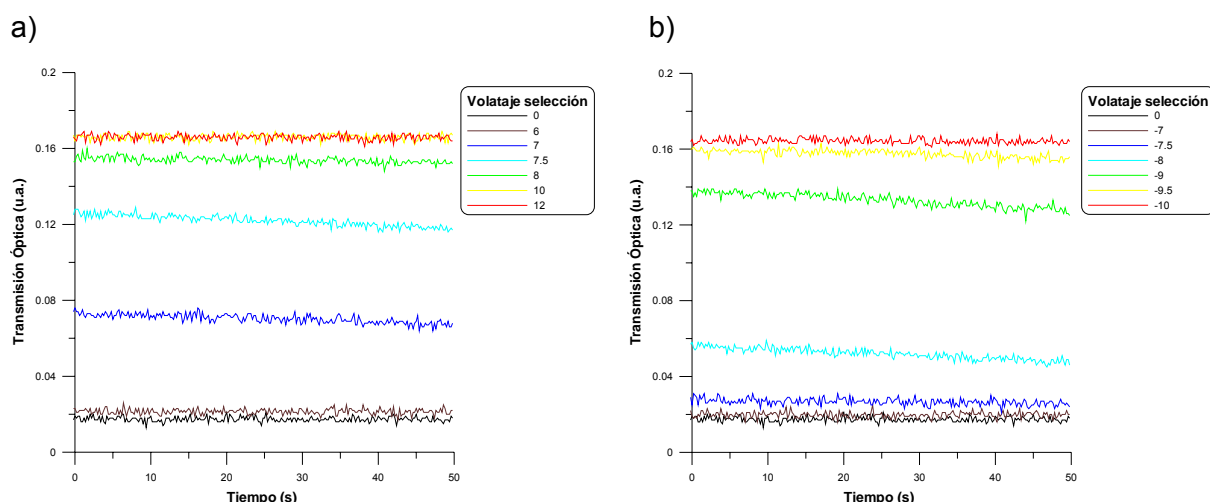 a)
0.2
0.16
0.12
0.08
0.04
0
Transmisión Óptica (u.a.)
0 10 20 30 40 50
Tiempo (s)
Volataje selección
0
6
7
7.5
8
10
12
b)
0.2
0.16
0.12
0.08
0.04
0
Transmisión Óptica (u.a.)
0 10 20 30 40 50
Tiempo (s)
Volataje selección
0
-7
-7.5
-8
-9
-9.5
-10